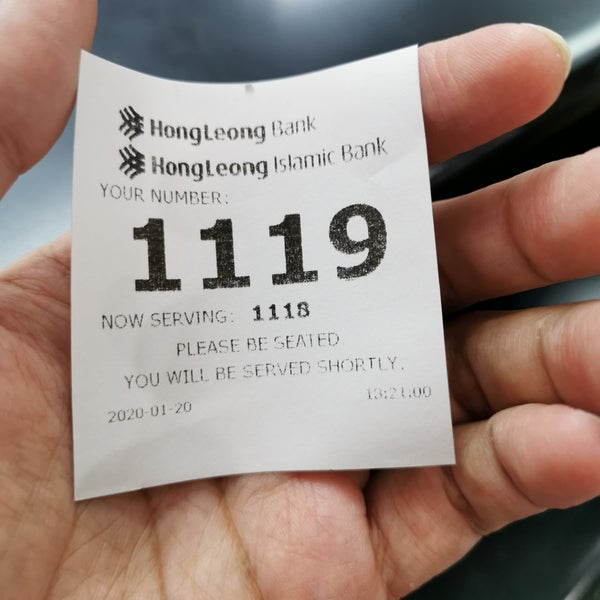 HongLeong Bank
HongLeong Islamic Bank
YOUR NUMBER:
1119
NOW SERVING: 1118
PLEASE BE SEATED
YOU WILL BE SERVED SHORTLY.
2020-01-20 13:21:00